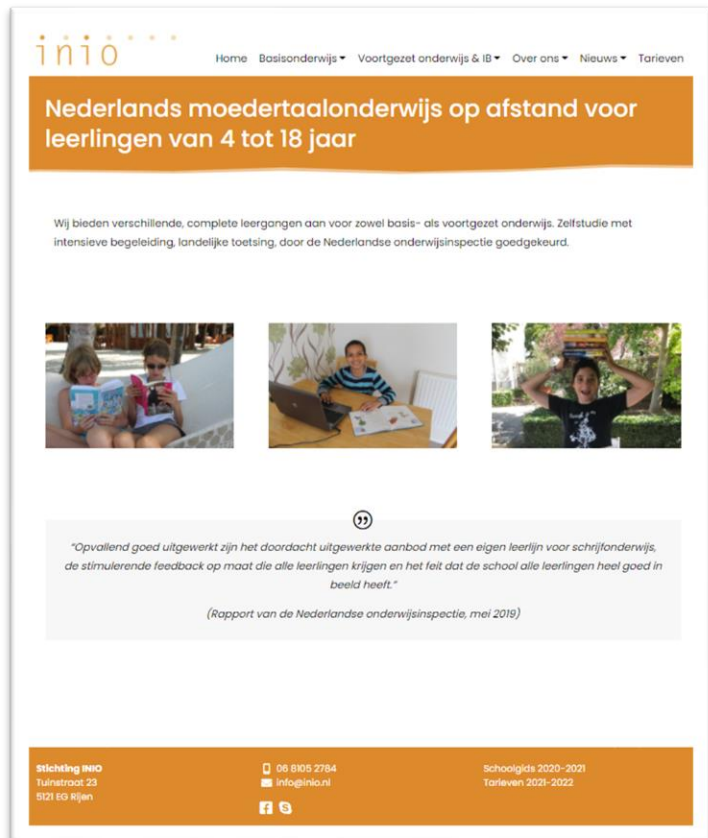 inio
Home Basisonderwijs Voortgezet onderwijs & IB Over ons Nieuws Tarieven
Nederlands moedertaalonderwijs op afstand voor
leerlingen van 4 tot 18 jaar
Wij bieden verschillende, complete leergangen aan voor zowel basis- als voortgezet onderwijs. Zelfstudie met
intensieve begeleiding, landelijke toetsing, door de Nederlandse onderwijsinspectie goedgekeurd.
“Opvallend goed uitgewerkt zijn het doordacht uitgewerkte aanbod met een eigen leerlijn voor schrijfonderwijs,
de stimulerende feedback op maat die alle leerlingen krijgen en het feit dat de school alle leerlingen heel goed in
beeld heeft.”
(Rapport van de Nederlandse onderwijsinspectie, mei 2019)
Stichting INIO
Tuinstraat 23
5121 EG Rijen
06 8105 2784
info@inio.nl
Schoolgids 2020-2021
Tarieven 2021-2022